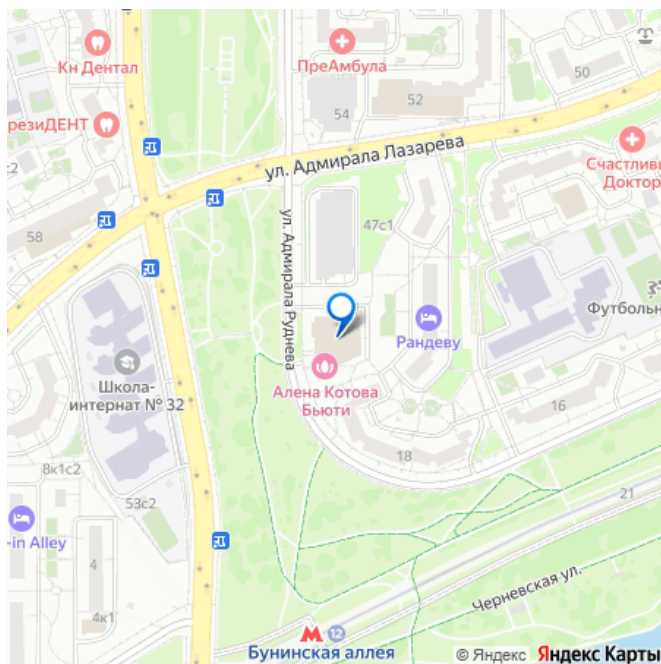 Кн Дентал
ПреАмбула
50
52
54
резиДЕНТ
ул. Адмирала Лазарева
Счастливы
Доктор
с2
47с1
58
ул. Адмирала Руднева
Рандеву
Футбольн
Школа-
интернат № 32
Алена Котова
Бьюти
16
18
8к1с2
53с2
21
-in Alley
4
Черневская ул.
4к1
12
Бунинская аллея
© Яндекс Яндекс Карты